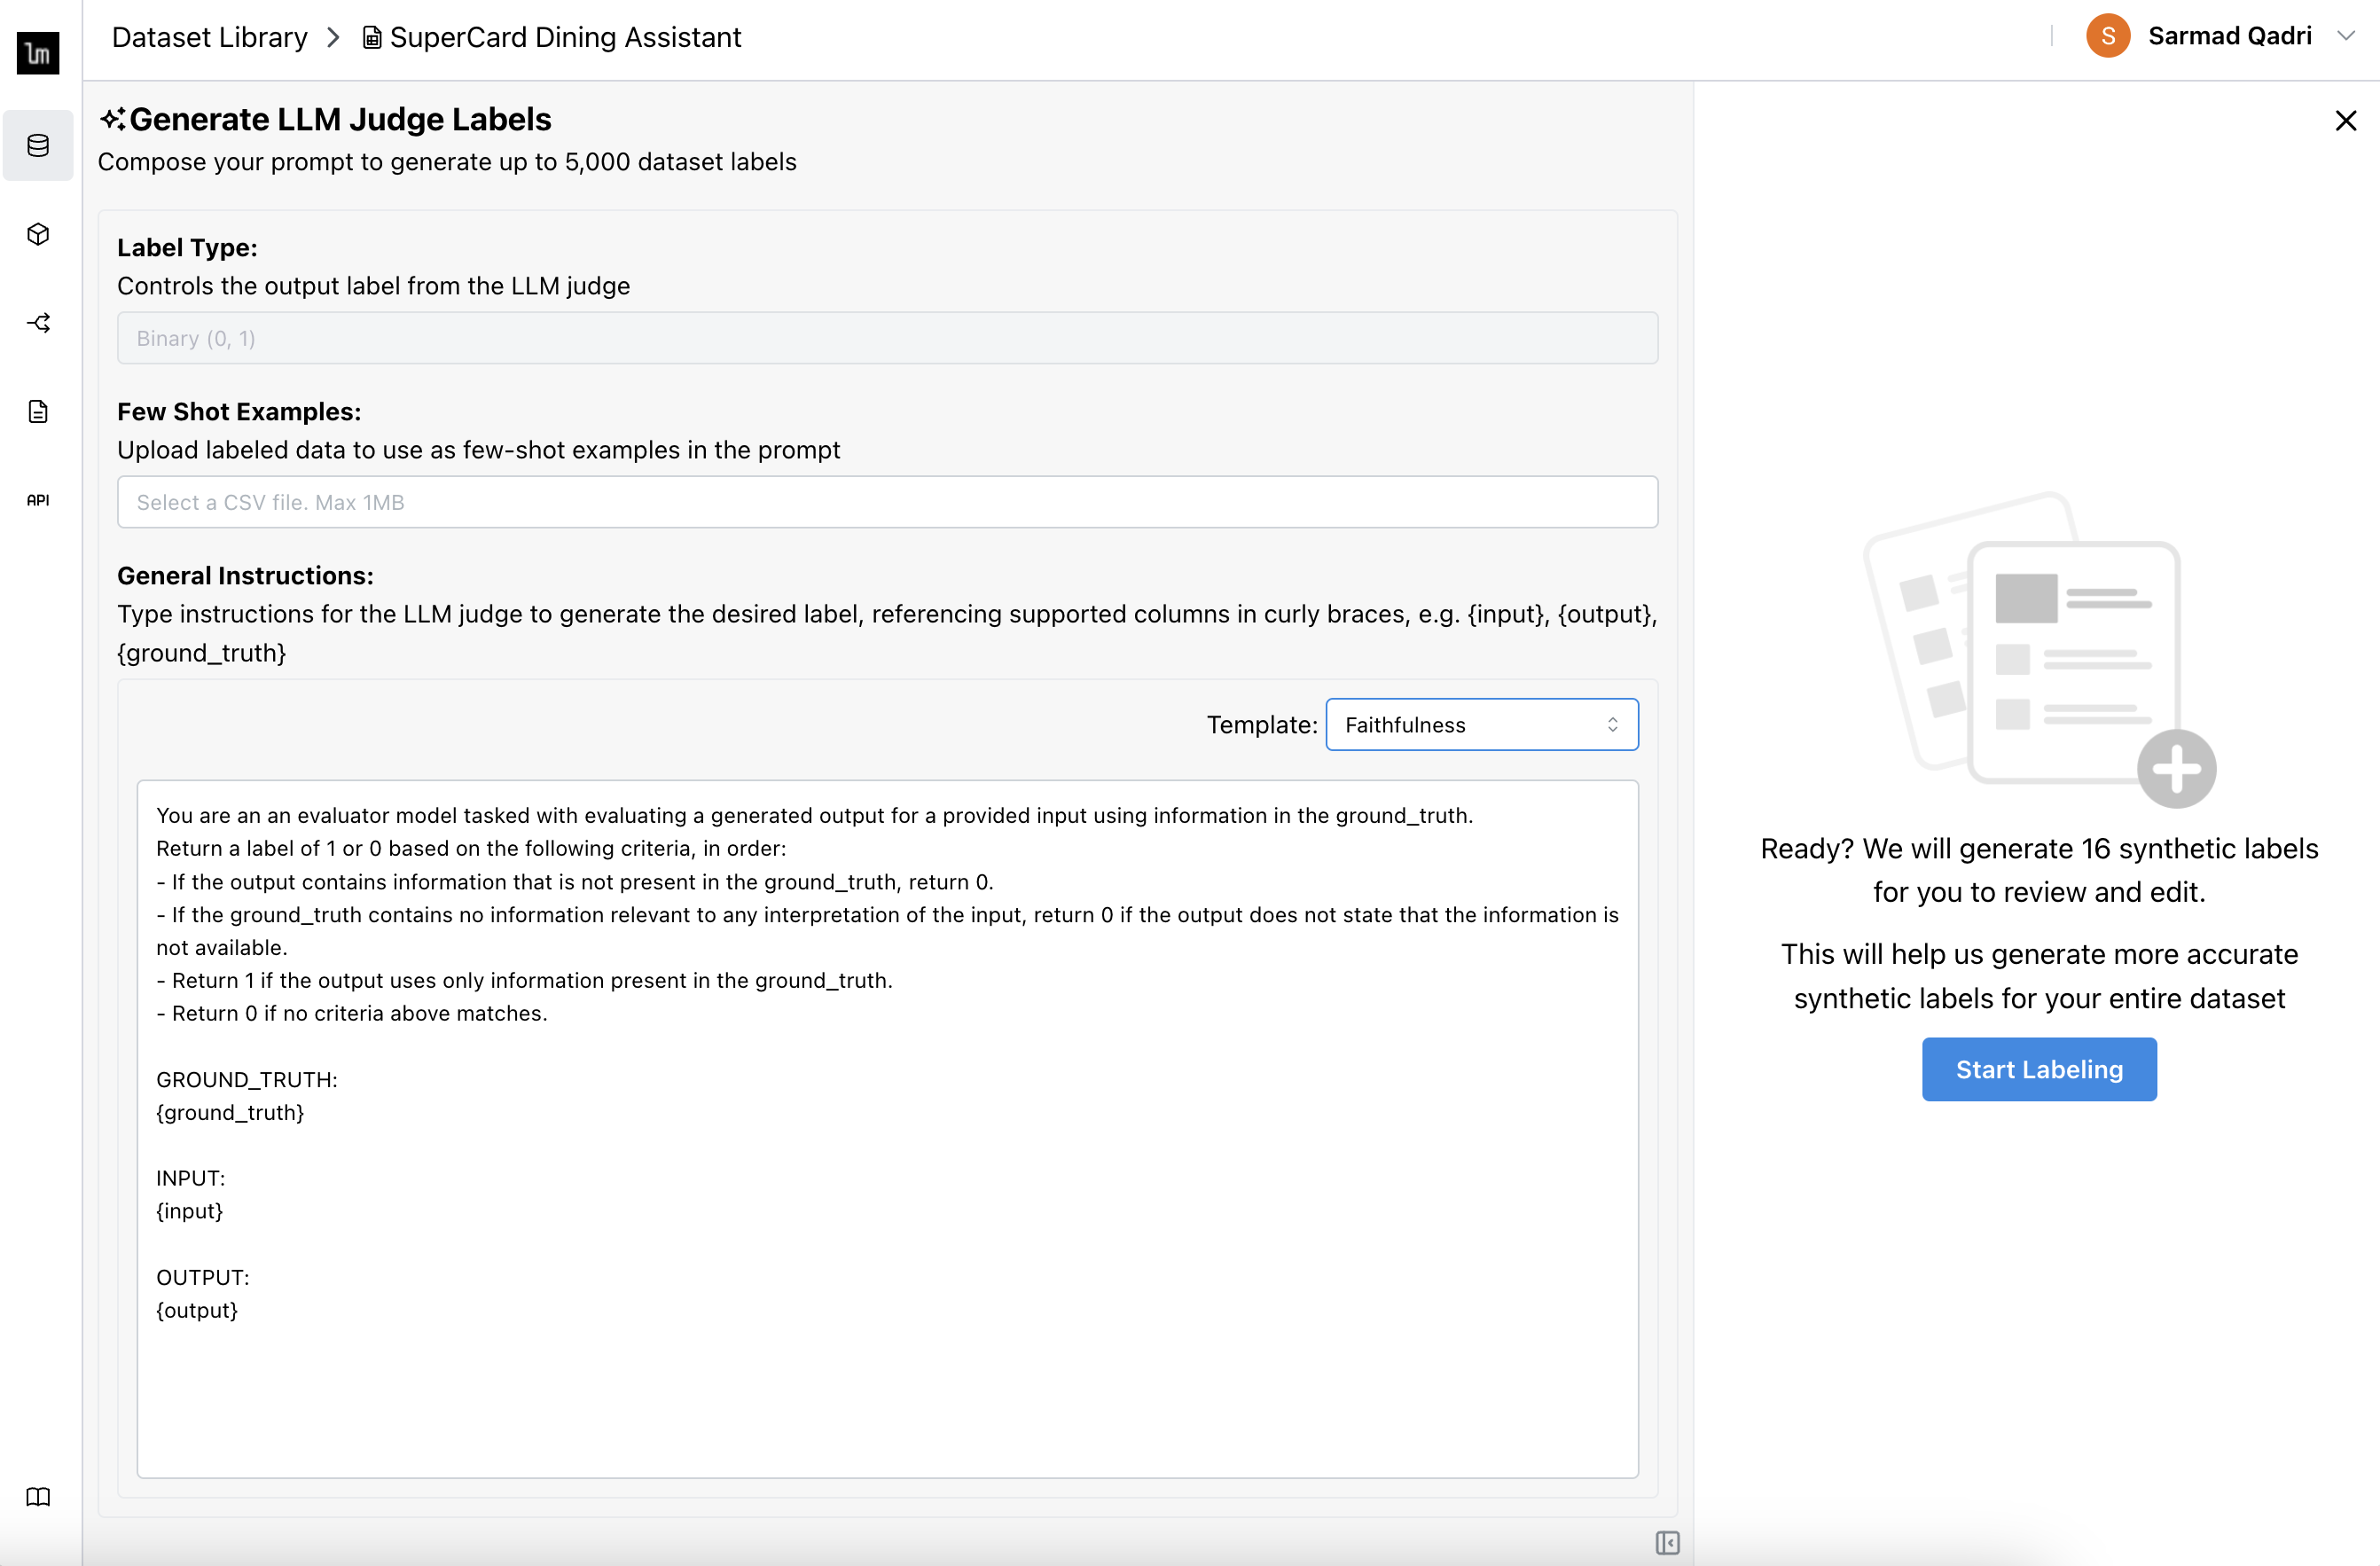 lm
Dataset Library > SuperCard Dining Assistant
S Sarmad Qadri
Generate LLM Judge Labels
Compose your prompt to generate up to 5,000 dataset labels
Label Type:
Controls the output label from the LLM judge
Binary (0, 1)
Few Shot Examples:
Upload labeled data to use as few-shot examples in the prompt
Select a CSV file. Max 1MB
API
General Instructions:
Type instructions for the LLM judge to generate the desired label, referencing supported columns in curly braces, e.g. {input}, {output},
{ground_truth}
Template: Faithfulness
You are an an evaluator model tasked with evaluating a generated output for a provided input using information in the ground_truth.
Return a label of 1 or 0 based on the following criteria, in order:
- If the output contains information that is not present in the ground_truth, return 0.
- If the ground_truth contains no information relevant to any interpretation of the input, return 0 if the output does not state that the information is
not available.
- Return 1 if the output uses only information present in the ground_truth.
- Return 0 if no criteria above matches.
GROUND_TRUTH:
{ground_truth}
INPUT:
{input}
OUTPUT:
{output}
Ready? We will generate 16 synthetic labels
for you to review and edit.
This will help us generate more accurate
synthetic labels for your entire dataset
Start Labeling